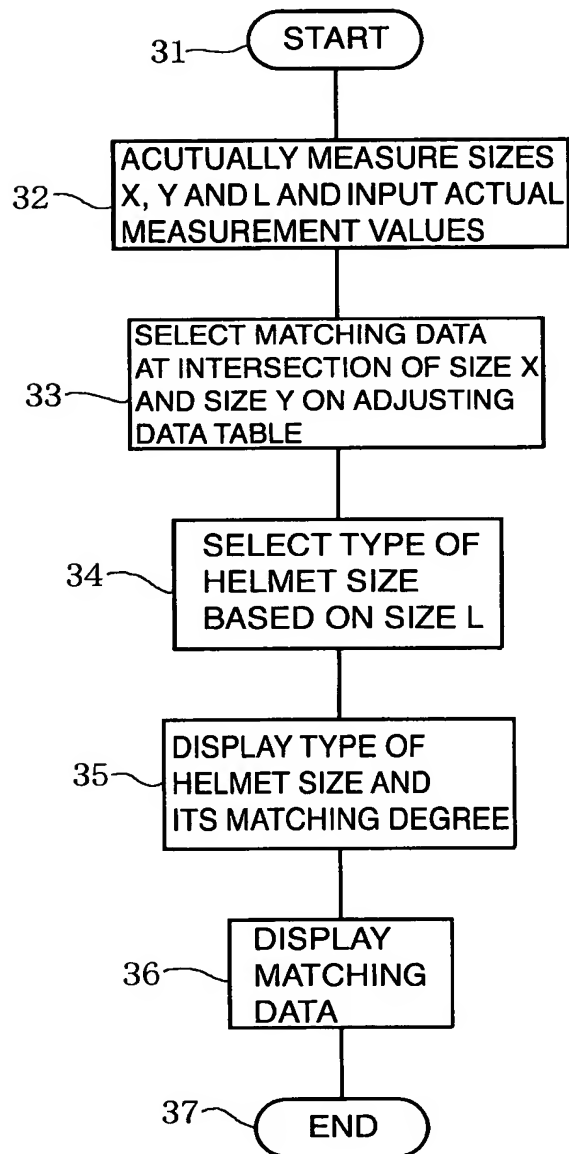 31
START
32
ACUTUALLY MEASURE SIZES
X, Y AND L AND INPUT ACTUAL
MEASUREMENT VALUES
33
SELECT MATCHING DATA
AT INTERSECTION OF SIZE X
AND SIZE Y ON ADJUSTING
DATA TABLE
34
SELECT TYPE OF
HELMET SIZE
BASED ON SIZE L
35
DISPLAY TYPE OF
HELMET SIZE AND
ITS MATCHING DEGREE
36
DISPLAY
MATCHING
DATA
37
END